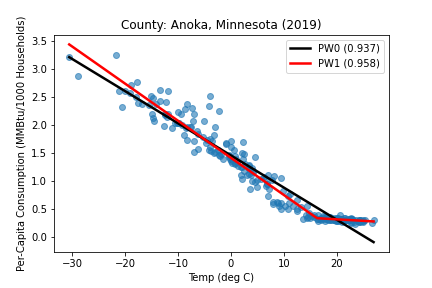 County: Anoka, Minnesota (2019)
PW0 (0.937)
PW1 (0.958)
Per-Capita Consumption (MMBtu/1000 Households)
3.5
3.0
2.5
2.0
1.5
1.0
0.5
0.0
−30 −20 −10 0 10 20
Temp (deg C)